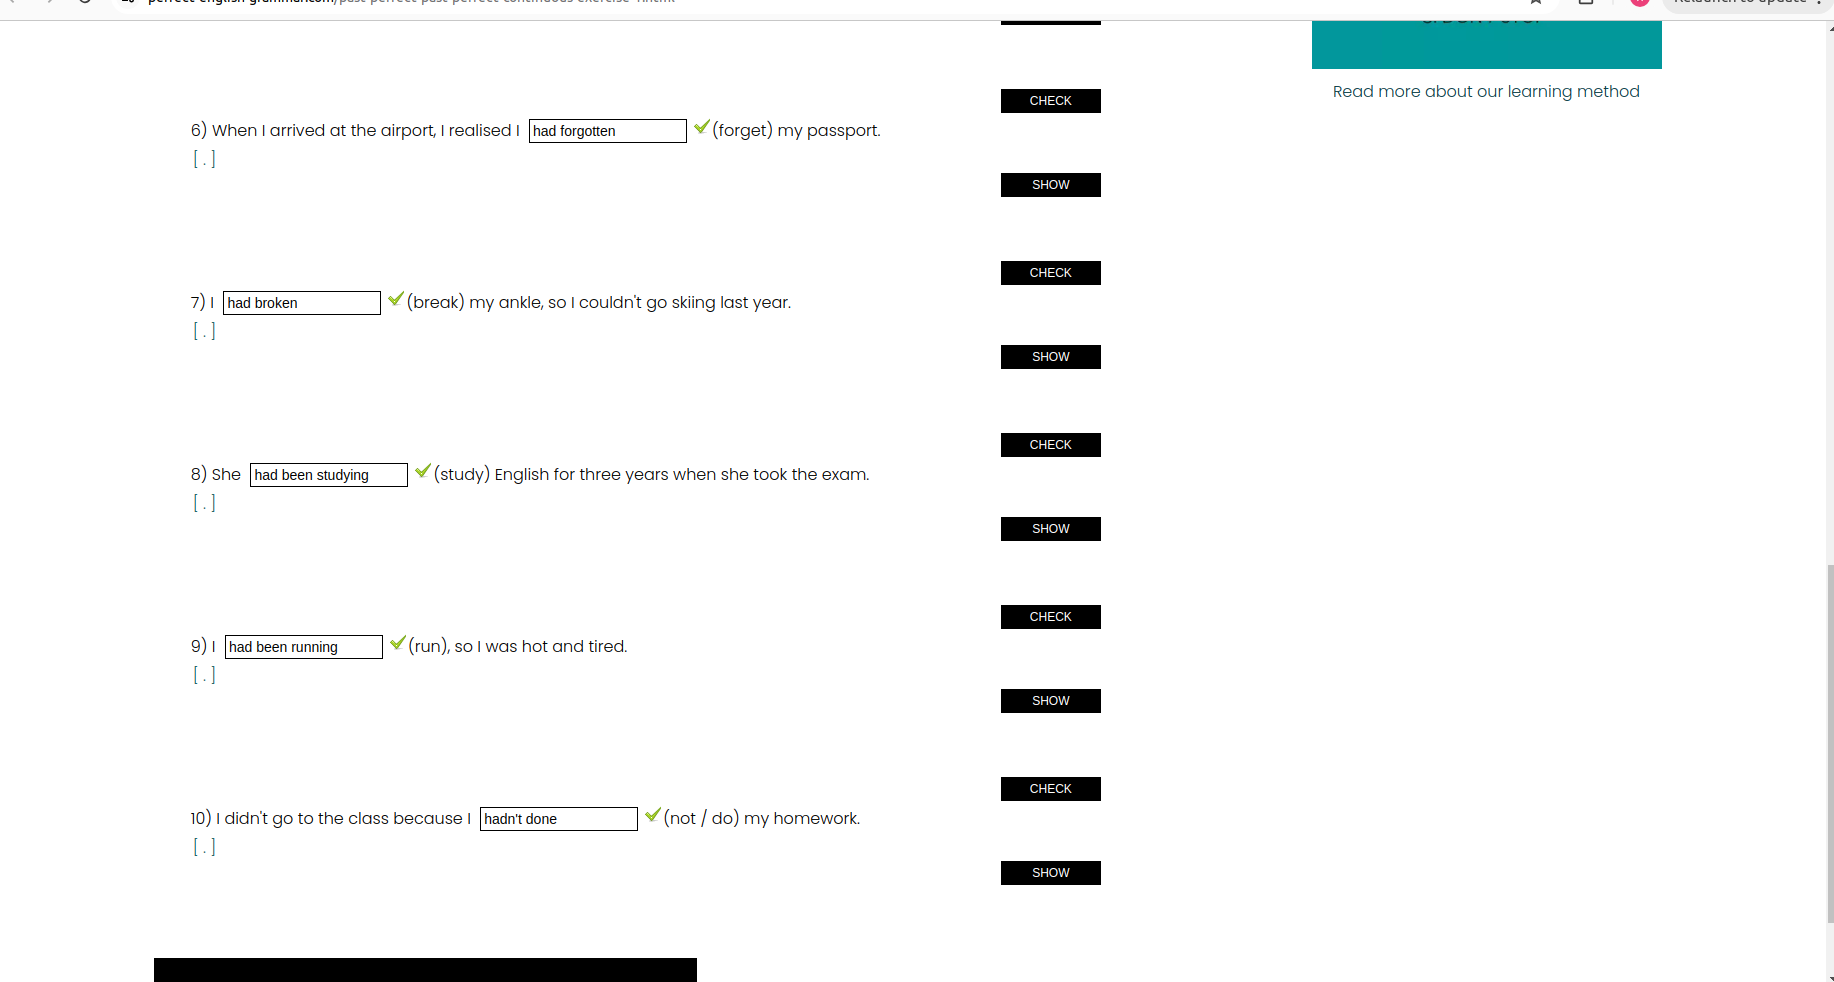 CHECK
Read more about our learning method
6) When I arrived at the airport, I realised I had forgotten (forget) my passport.
[ . ]
SHOW
CHECK
7) I had broken (break) my ankle, so I couldn't go skiing last year.
[ . ]
SHOW
CHECK
8) She had been studying (study) English for three years when she took the exam.
[ . ]
SHOW
CHECK
9) I had been running (run), so I was hot and tired.
[ . ]
SHOW
CHECK
10) I didn't go to the class because I hadn't done (not / do) my homework.
[ . ]
SHOW